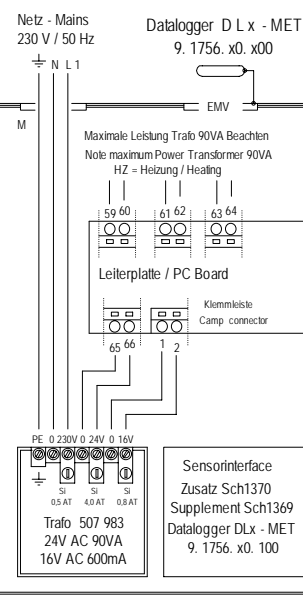 Netz - Mains
230 V / 50 Hz
N L1
Datalogger D L x - MET
9. 1756. x0. x00
EMV
M
Maximale Leistung Trafo 90VA Beachten
Note maximum Power Transformer 90VA
HZ = Heizung / Heating
59 60 61 62 63 64
Leiterplatte / PC Board
Klemmleiste
Camp connector
65 66 1 2
PE 0 230V 0 24V 0 16V
Si Si Si
0,5 AT 4,0 AT 0,8 AT
Trafo 507 983
24V AC 90VA
16V AC 600mA
Sensorinterface
Zusatz Sch1370
Supplement Sch1369
Datalogger DLx - MET
9. 1756. x0. 100